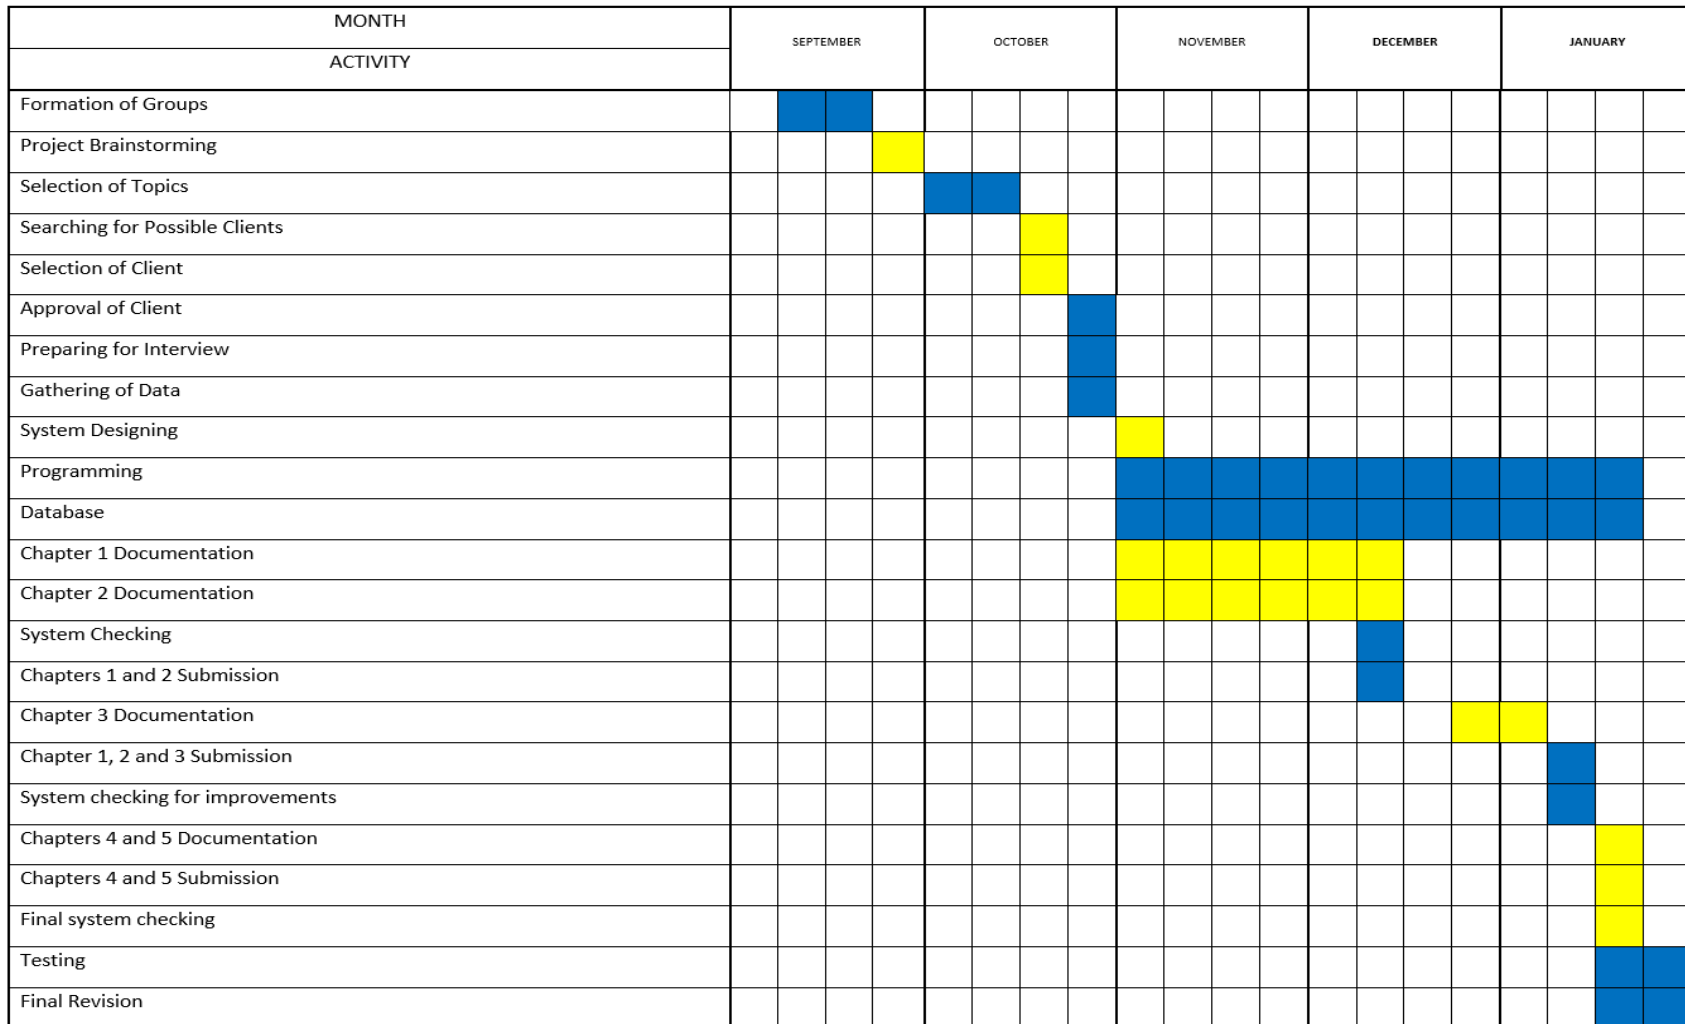 MONTH
SEPTEMBER
OCTOBER
NOVEMBER
DECEMBER
JANUARY
ACTIVITY
Formation of Groups
Project Brainstorming
Selection of Topics
Searching for Possible Clients
Selection of Client
Approval of Client
Preparing for Interview
Gathering of Data
System Designing
Programming
Database
Chapter 1 Documentation
Chapter 2 Documentation
System Checking
Chapters 1 and 2 Submission
Chapter 3 Documentation
Chapter 1, 2 and 3 Submission
System checking for improvements
Chapters 4 and 5 Documentation
Chapters 4 and 5 Submission
Final system checking
Testing
Final Revision